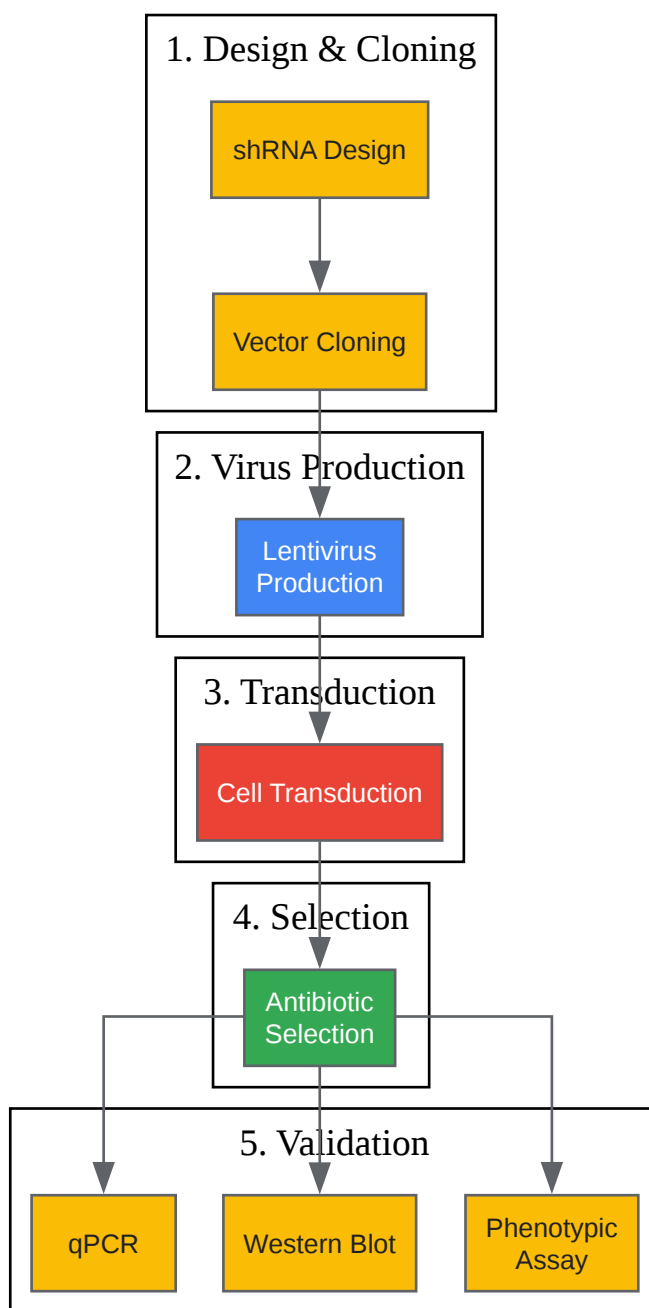 1. Design & Cloning
shRNA Design
Vector Cloning
2. Virus Production
Lentivirus
Production
3. Transduction
Cell Transduction
4. Selection
Antibiotic
Selection
5. Validation
qPCR
Western Blot
Phenotypic
Assay